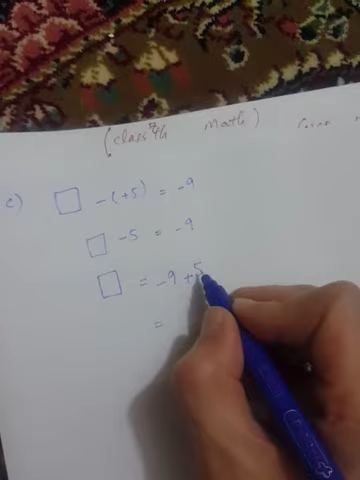 (class 7th Math)
c) □ -(+5) = -9
□ -5 = -9
□ = -9 +5
=